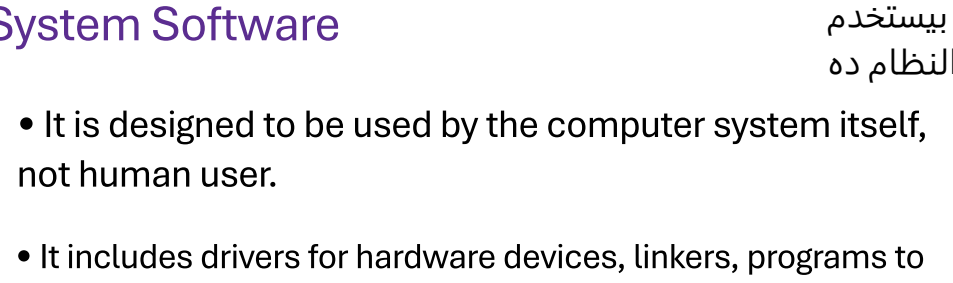 System Software
بيستخدم
النظام ده
• It is designed to be used by the computer system itself,
not human user.
• It includes drivers for hardware devices, linkers, programs to